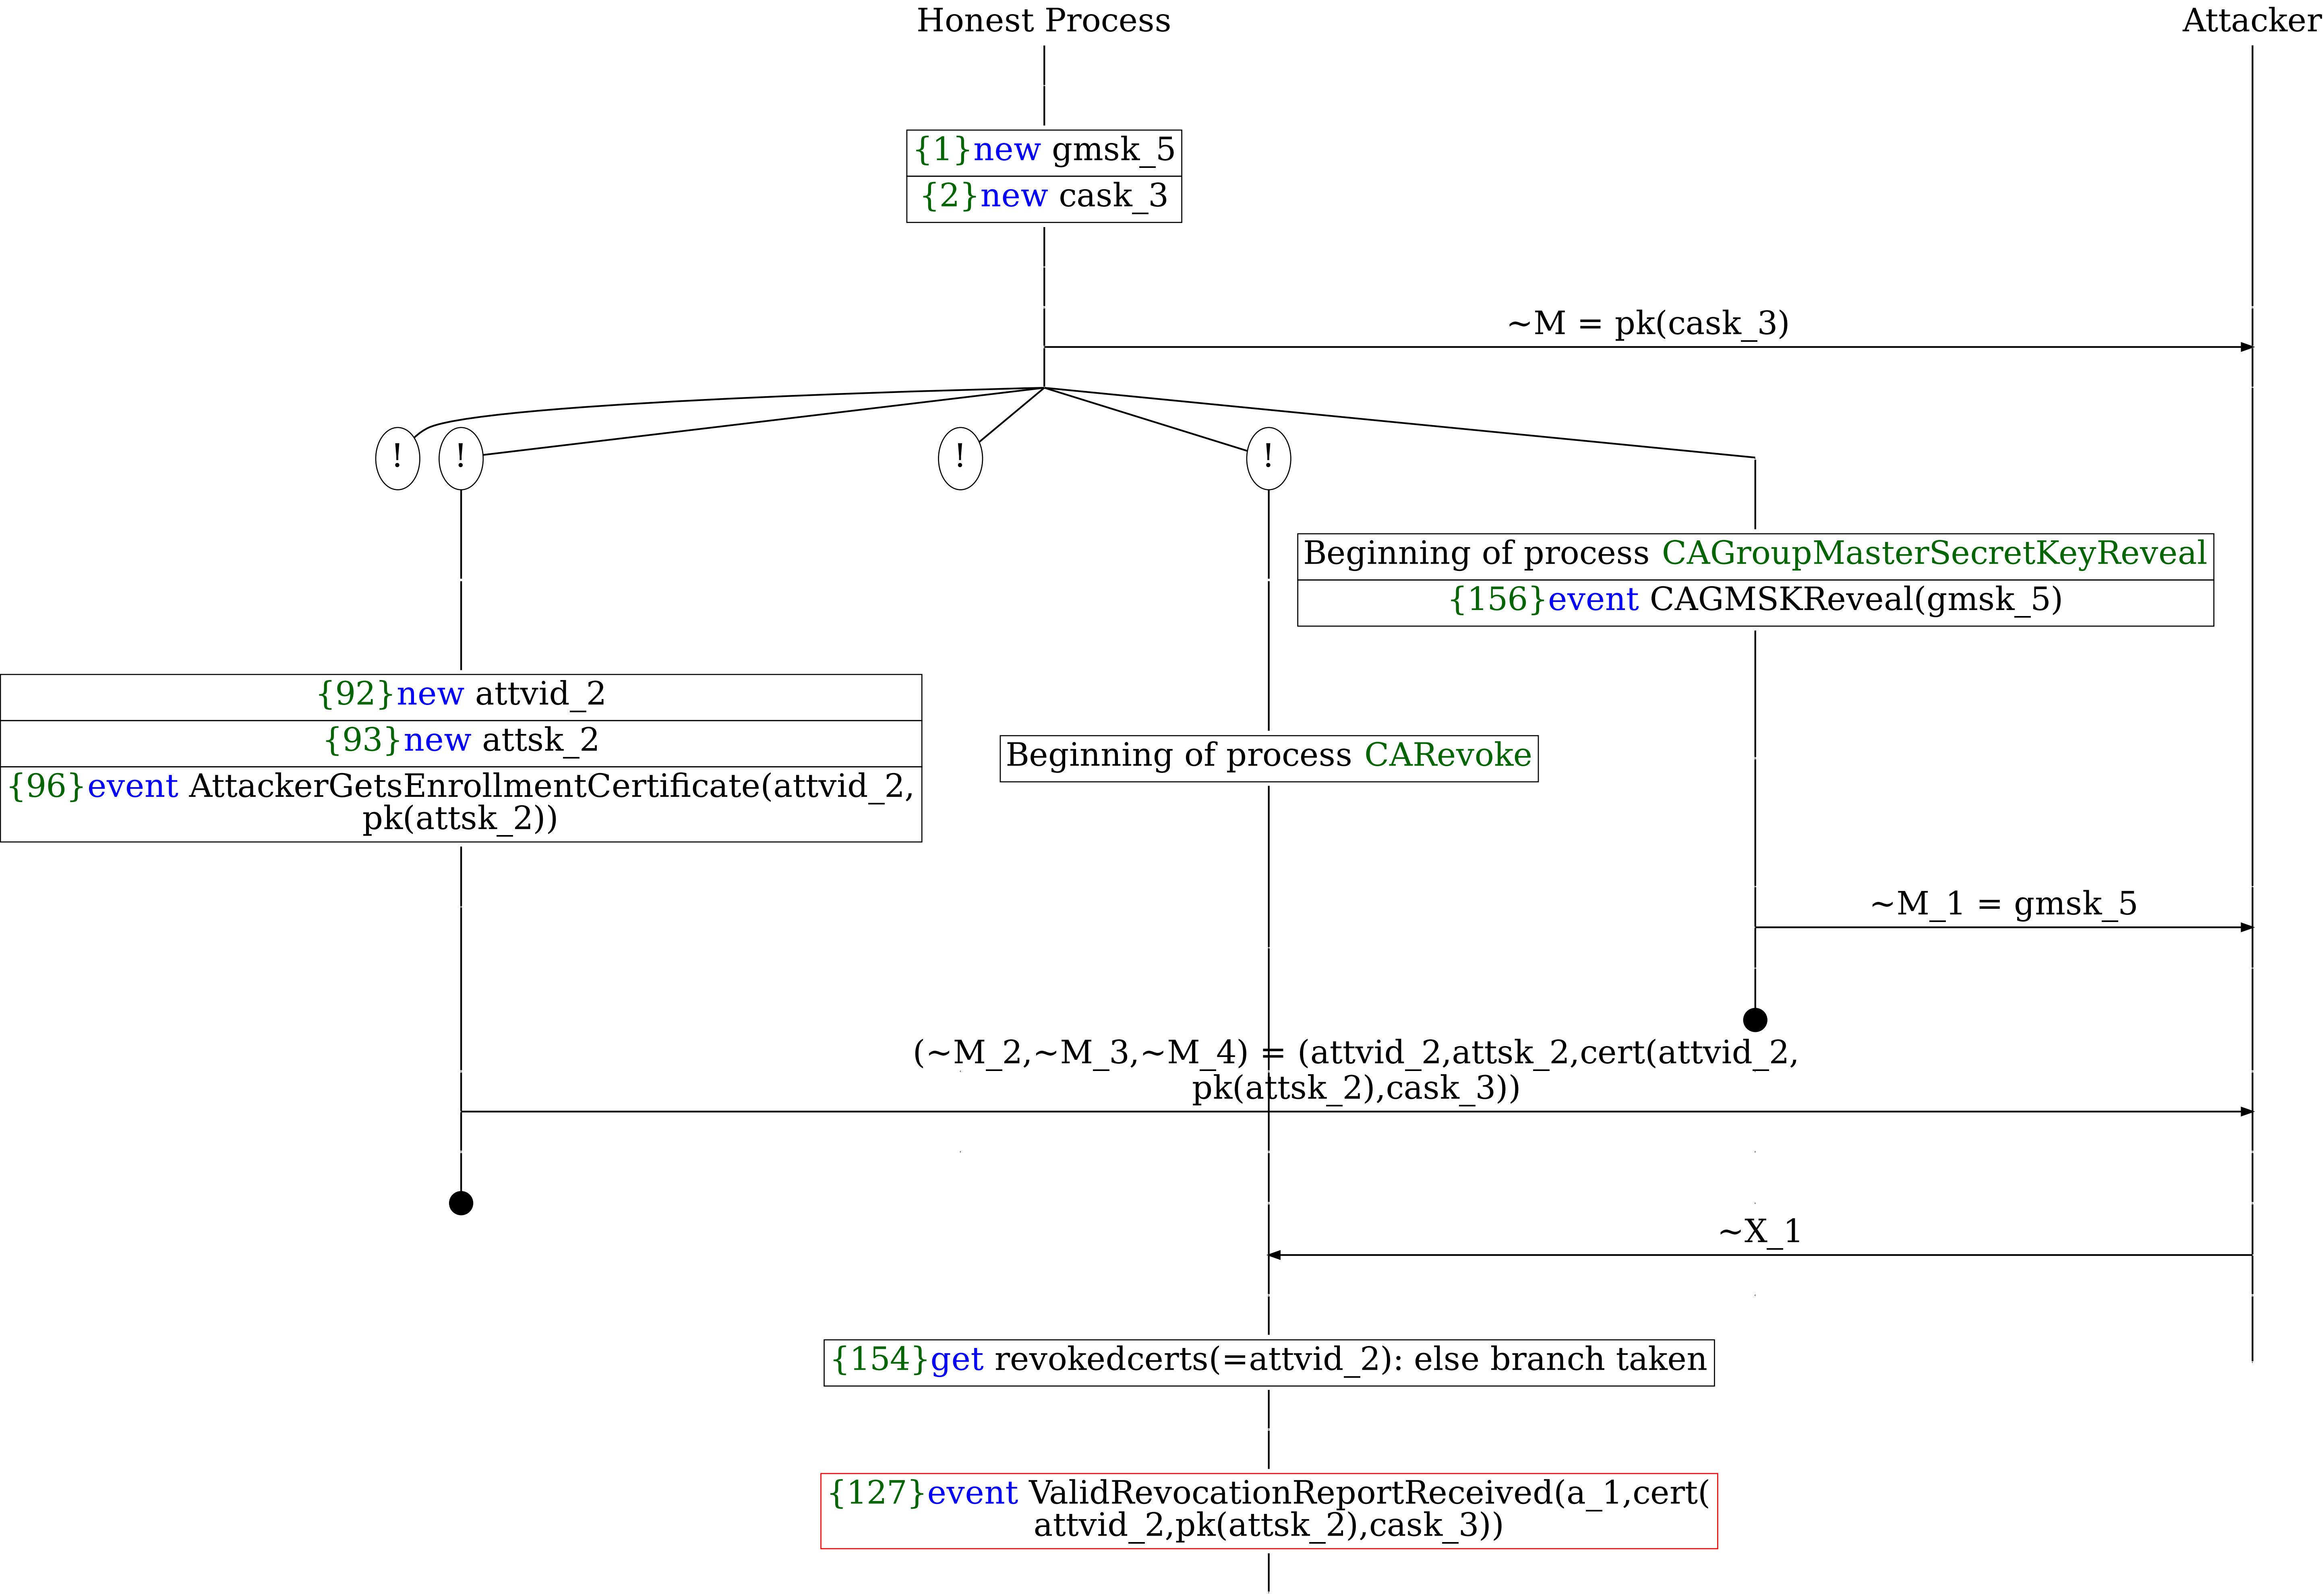 Honest Process
Attacker
{1}new gmsk_5
{2}new cask_3
~M = pk(cask_3)
!
!
!
!
Beginning of process CAGroupMasterSecretKeyReveal
{156}event CAGMSKReveal(gmsk_5)
{92}new attvid_2
{93}new attsk_2
{96}event AttackerGetsEnrollmentCertificate(attvid_2,
pk(attsk_2))
Beginning of process CARevoke
~M_1 = gmsk_5
(~M_2,~M_3,~M_4) = (attvid_2,attsk_2,cert(attvid_2,
pk(attsk_2),cask_3))
~X_1
{154}get revokedcerts(=attvid_2): else branch taken
{127}event ValidRevocationReportReceived(a_1,cert(
attvid_2,pk(attsk_2),cask_3))